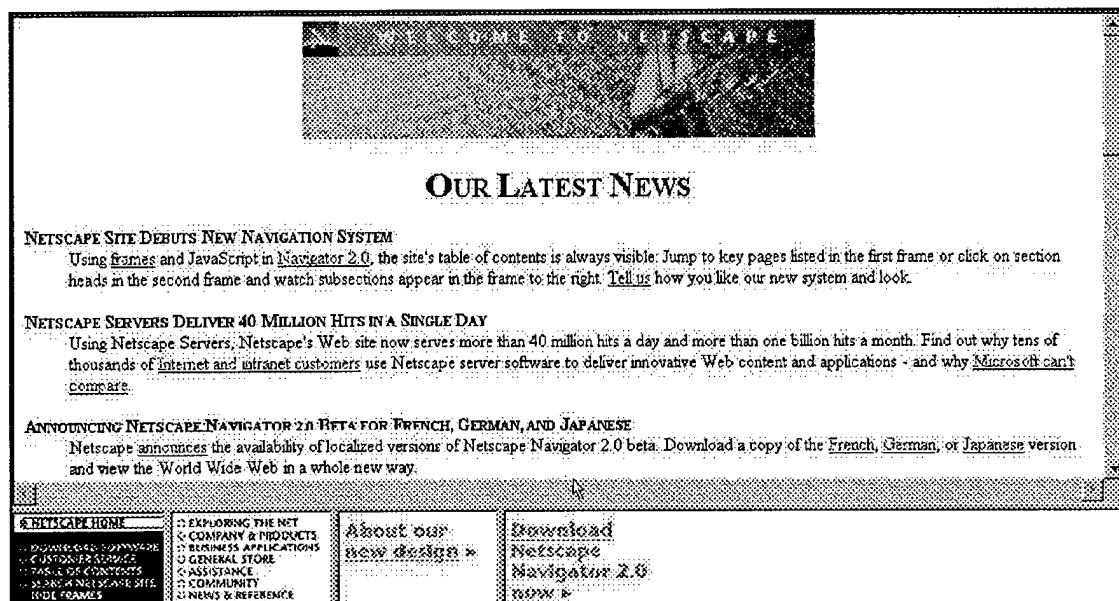 WELCOME TO NETSCAPE
OUR LATEST NEWS
NETSCAPE SITE DEBUTS NEW NAVIGATION SYSTEM
Using frames and JavaScript in Navigator 2.0, the site's table of contents is always visible. Jump to key pages listed in the first frame or click on section
heads in the second frame and watch subsections appear in the frame to the right. Tell us how you like our new system and look.
NETSCAPE SERVERS DELIVER 40 MILLION HITS IN A SINGLE DAY
Using Netscape Servers, Netscape's Web site now serves more than 40 million hits a day and more than one billion hits a month. Find out why tens of
thousands of Internet and intranet customers use Netscape server software to deliver innovative Web content and applications - and why Microsoft can't
compare.
ANNOUNCING NETSCAPE NAVIGATOR 2.0 BETA FOR FRENCH, GERMAN, AND JAPANESE
Netscape announces the availability of localized versions of Netscape Navigator 2.0 beta. Download a copy of the French, German, or Japanese version
and view the World Wide Web in a whole new way.
NETSCAPE HOME
DOWNLOAD SOFTWARE
CUSTOMER SERVICE
TABLE OF CONTENTS
SEARCH NETSCAPE SITE
HIDE FRAMES
EXPLORING THE NET
COMPANY & PRODUCTS
BUSINESS APPLICATIONS
GENERAL STORE
ASSISTANCE
COMMUNITY
NEWS & REFERENCE
About our
new design
Download
Netscape
Navigator 2.0
now